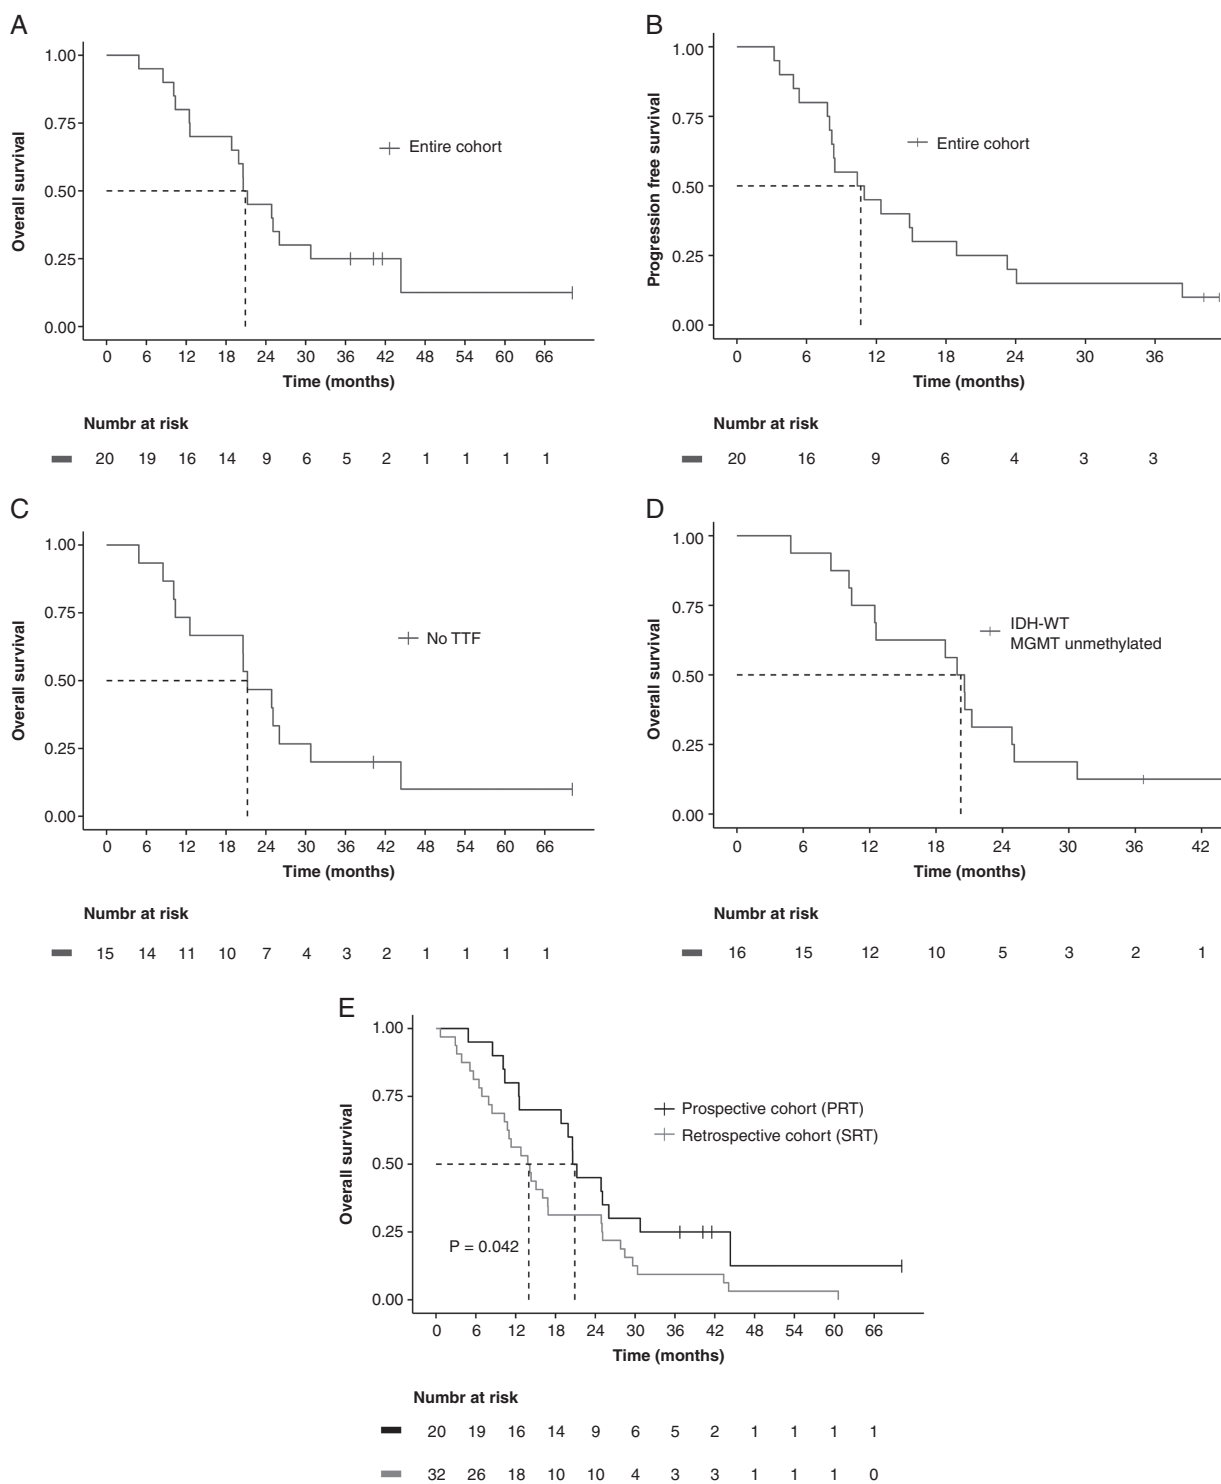 A
1.00
0.75
0.50
0.25
0.00
Overall survival
Entire cohort
0 6 12 18 24 30 36 42 48 54 60 66
Time (months)
Numbr at risk
20 19 16 14 9 6 5 2 1 1 1 1
B
1.00
0.75
0.50
0.25
0.00
Progression free survival
Entire cohort
0 6 12 24 36
Time (months)
Numbr at risk
20 16 9 6 4 3 3
C
1.00
0.75
0.50
0.25
0.00
Overall survival
No TTF
0 6 12 18 24 30 36 42 48 54 60 66
Time (months)
Numbr at risk
15 14 11 10 7 4 3 2 1 1 1 1
D
1.00
0.75
0.50
0.25
0.00
Overall survival
IDH-WT
MGMT unmethylated
0 6 12 18 24 30 36 42
Time (months)
Numbr at risk
16 15 12 10 5 3 2 1
E
1.00
0.75
0.50
0.25
0.00
Overall survival
Prospective cohort (PRT)
Retrospective cohort (SRT)
P = 0.042
0 6 12 18 24 30 36 42 48 54 60 66
Time (months)
Numbr at risk
20 19 16 14 9 6 5 2 1 1 1 1
32 26 18 10 10 4 3 3 1 1 1 0